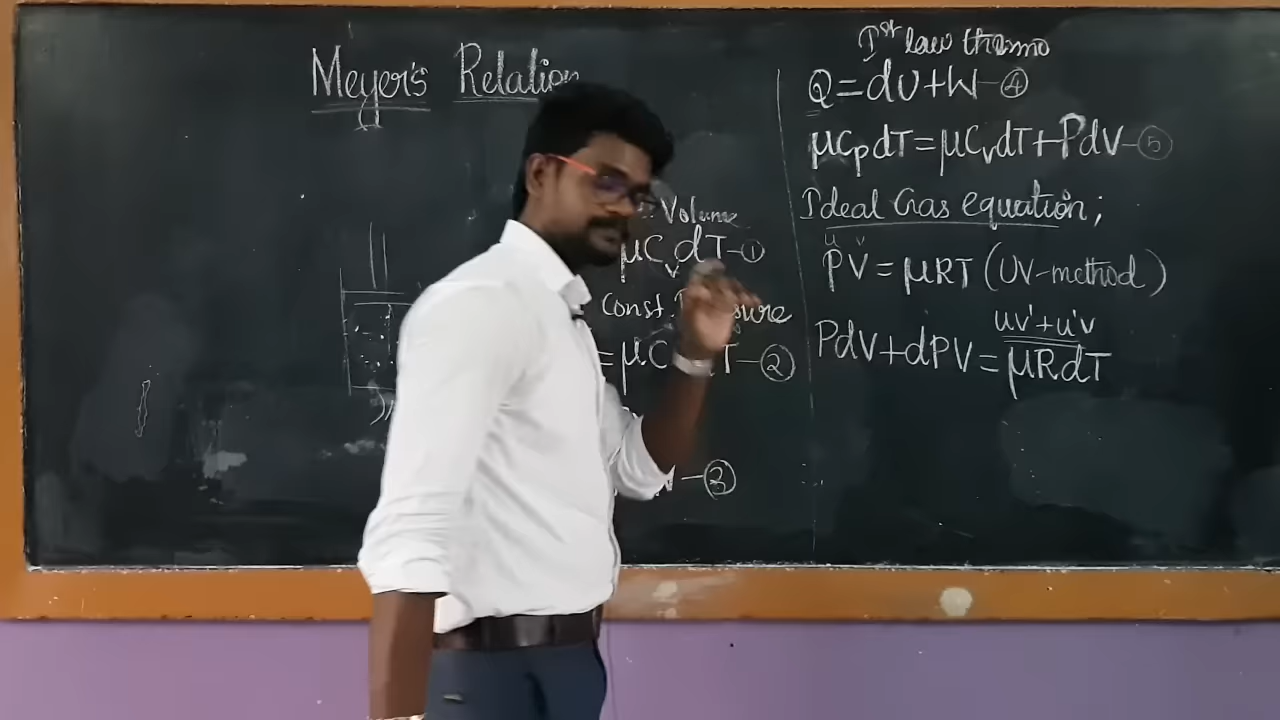 Meyer's Relation
Volume
μCvdT-①
Const. Pressure
=μC T-②
-③
Ist law thermo
Q=dU+W-④
μCpdT=μCvdT+PdV-⑤
Ideal Gas equation;
u v
PV=μRT (UV-method)
uv'+u'v
PdV+dPV=μRdT